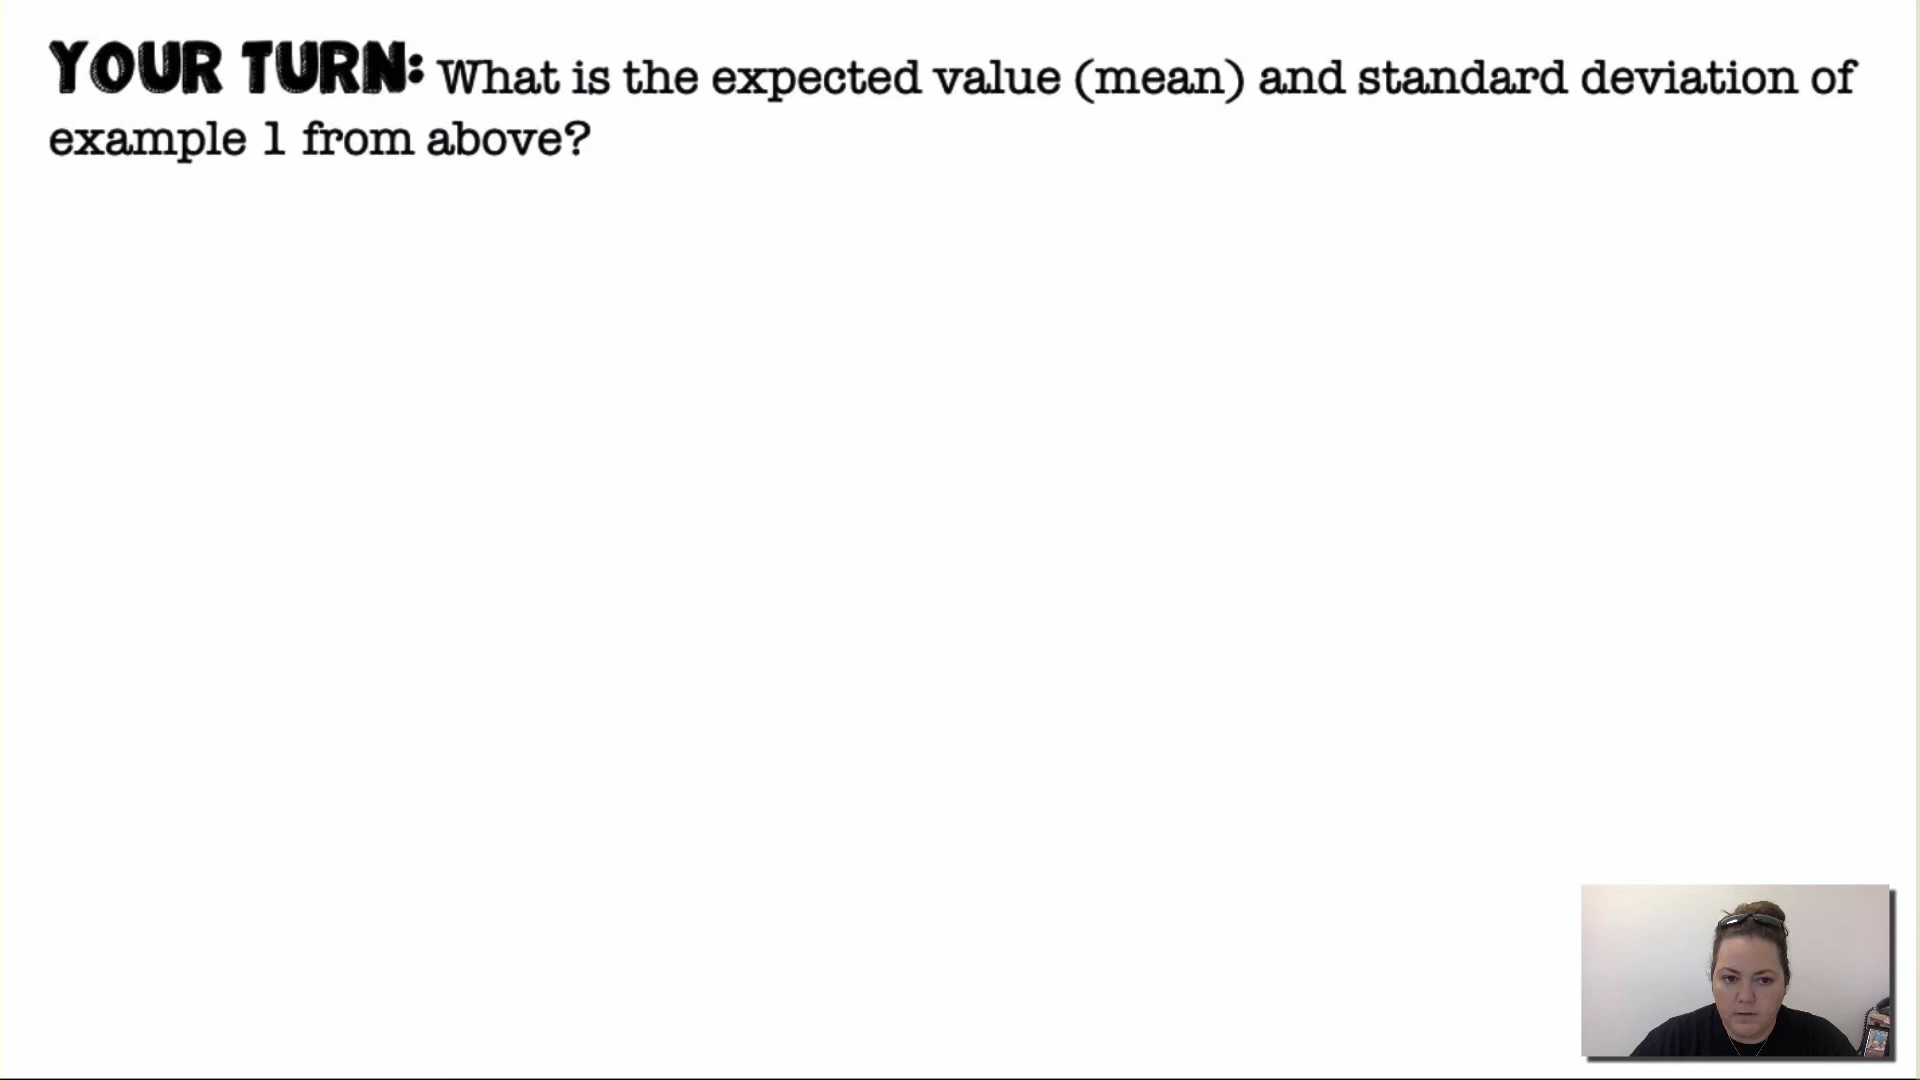 YOUR TURN: What is the expected value (mean) and standard deviation of
example 1 from above?